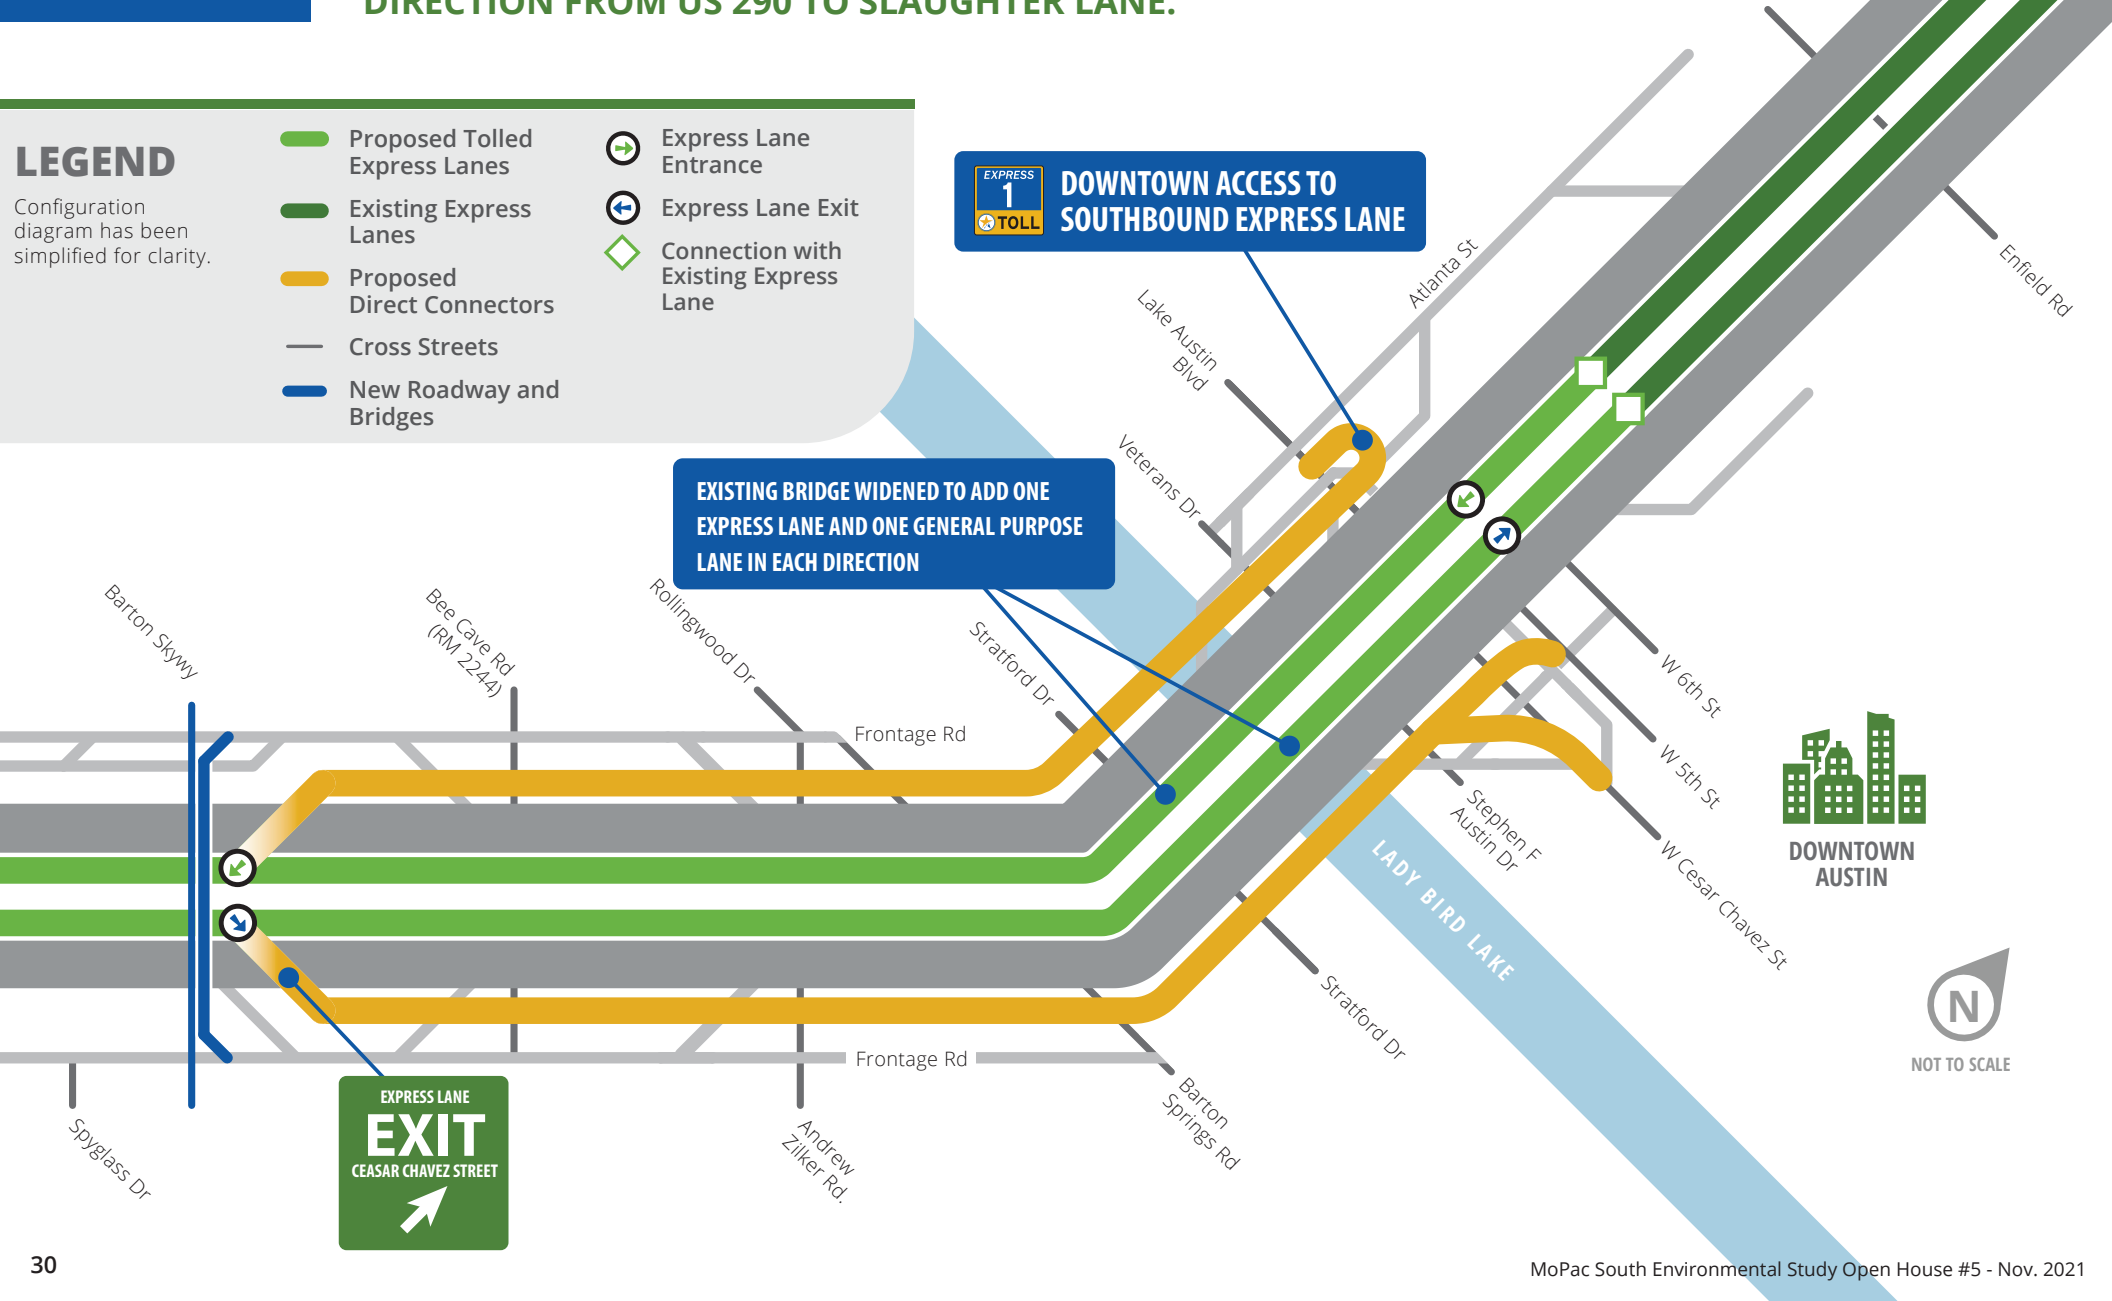 DIRECTION FROM US 290 TO SLAUGHTER LANE.
LEGEND
Configuration
diagram has been
simplified for clarity.
Proposed Tolled
Express Lanes
Existing Express
Lanes
Proposed
Direct Connectors
Cross Streets
New Roadway and
Bridges
Express Lane
Entrance
Express Lane Exit
Connection with
Existing Express
Lane
EXPRESS
1
TOLL
DOWNTOWN ACCESS TO
SOUTHBOUND EXPRESS LANE
EXISTING BRIDGE WIDENED TO ADD ONE
EXPRESS LANE AND ONE GENERAL PURPOSE
LANE IN EACH DIRECTION
Atlanta St
Enfield Rd
Lake Austin
Blvd
Veterans Dr
Barton Skywy
Bee Cave Rd
(RM 2244)
Rollingwood Dr
Stratford Dr
Frontage Rd
W 6th St
W 5th St
Stephen F
Austin Dr
W Cesar Chavez St
DOWNTOWN
AUSTIN
LADY BIRD LAKE
Stratford Dr
N
NOT TO SCALE
Frontage Rd
EXPRESS LANE
EXIT
CEASAR CHAVEZ STREET
Spyglass Dr
Andrew
Zilker Rd.
Barton
Springs Rd
30
MoPac South Environmental Study Open House #5 - Nov. 2021